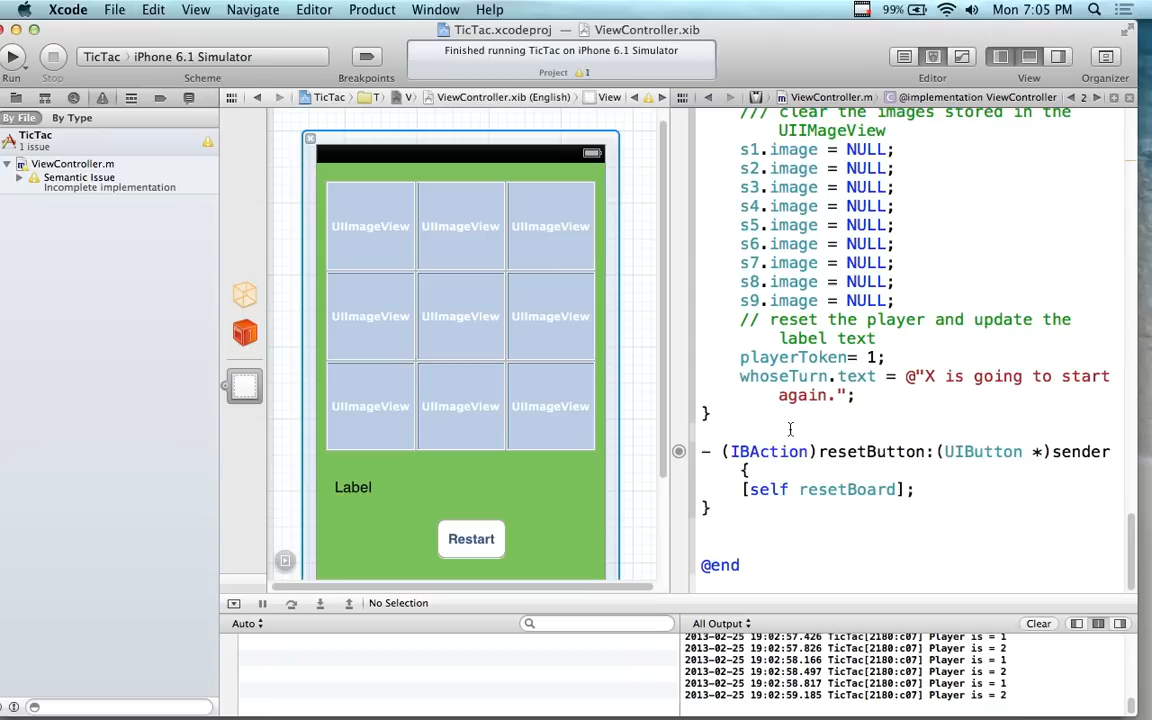 Xcode File Edit View Navigate Editor Product Window Help 99% Mon 7:05 PM
TicTac.xcodeproj — ViewController.xib
TicTac iPhone 6.1 Simulator
Finished running TicTac on iPhone 6.1 Simulator
Project 1
Run Stop Scheme Breakpoints Editor View Organizer
TicTac T V ViewController.xib (English) View ViewController.m @implementation ViewController 2
By File By Type
TicTac
1 issue
ViewController.m
Semantic Issue
Incomplete implementation
UIImageView UIImageView UIImageView
UIImageView UIImageView UIImageView
UIImageView UIImageView UIImageView
Label
Restart
/// clear the images stored in the
UIIMageView
s1.image = NULL;
s2.image = NULL;
s3.image = NULL;
s4.image = NULL;
s5.image = NULL;
s6.image = NULL;
s7.image = NULL;
s8.image = NULL;
s9.image = NULL;
// reset the player and update the
label text
playerToken= 1;
whoseTurn.text = @"X is going to start
again.";
}
- (IBAction)resetButton:(UIButton *)sender
{
[self resetBoard];
}
@end
No Selection
Auto
All Output
Clear
2013-02-25 19:02:57.426 TicTac[2180:c07] Player is = 1
2013-02-25 19:02:57.826 TicTac[2180:c07] Player is = 2
2013-02-25 19:02:58.166 TicTac[2180:c07] Player is = 1
2013-02-25 19:02:58.497 TicTac[2180:c07] Player is = 2
2013-02-25 19:02:58.817 TicTac[2180:c07] Player is = 1
2013-02-25 19:02:59.185 TicTac[2180:c07] Player is = 2